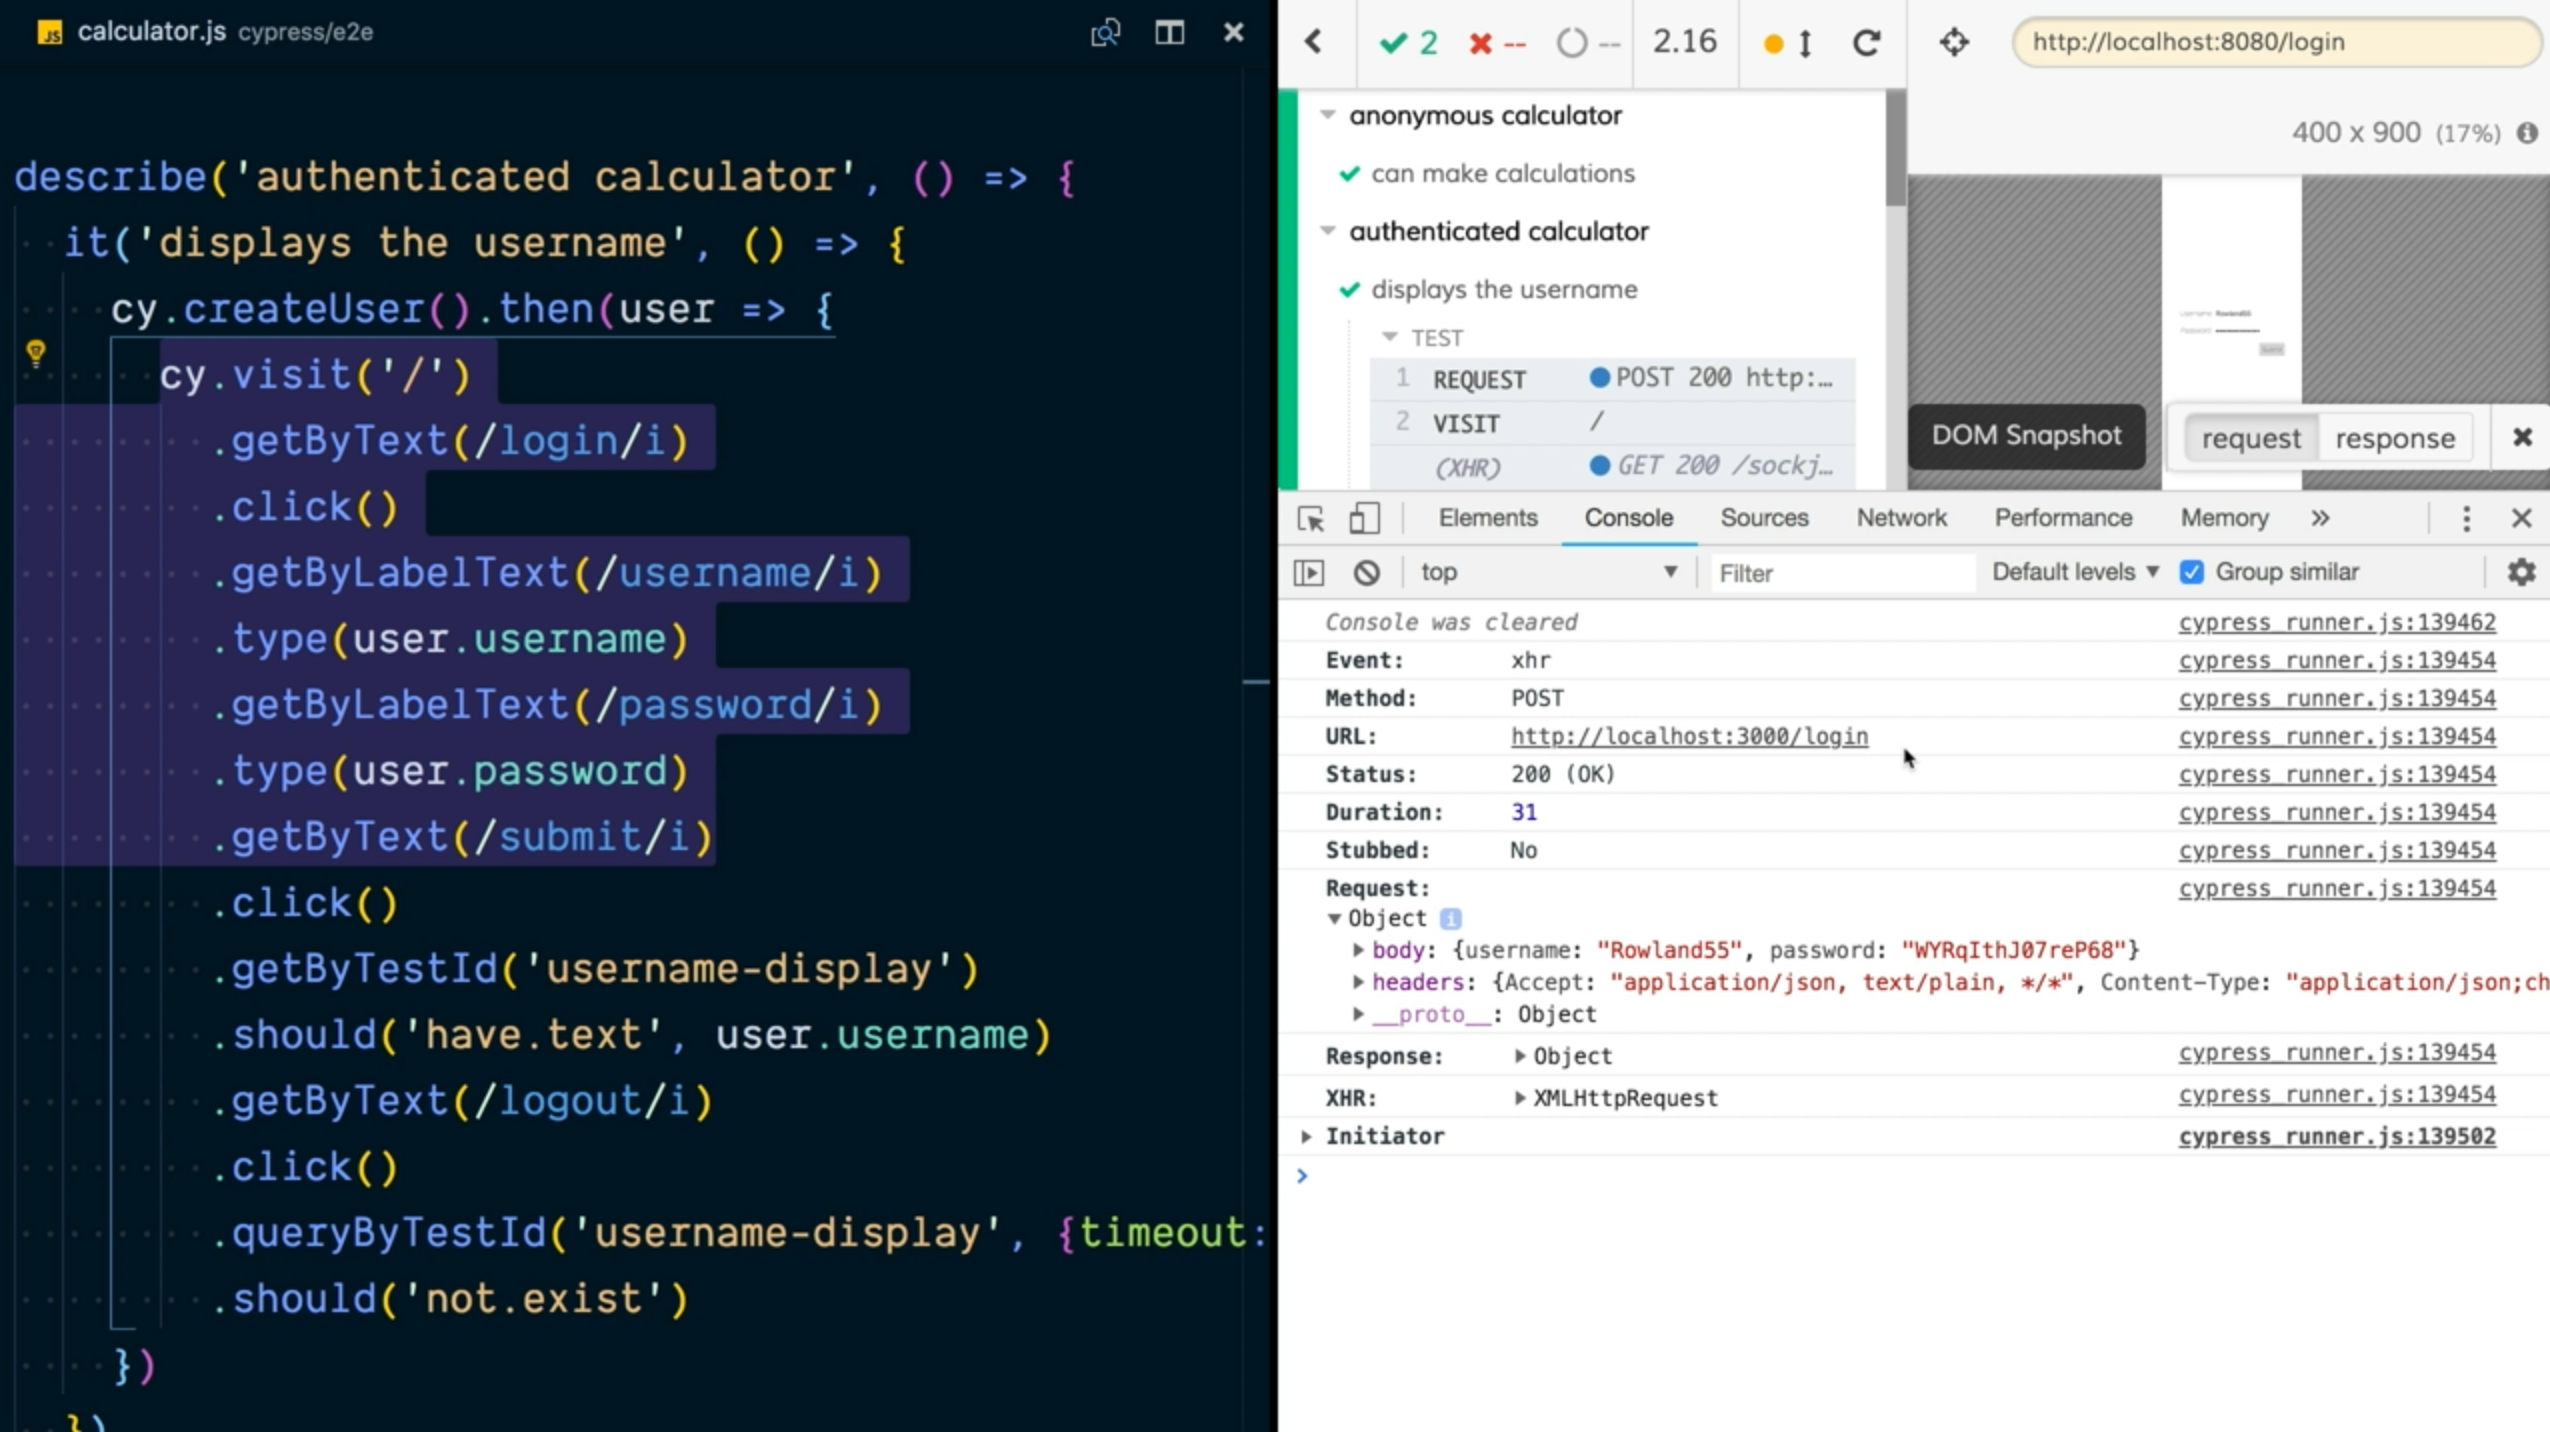 calculator.js cypress/e2e
describe('authenticated calculator', () => {
it('displays the username', () => {
cy.createUser().then(user => {
cy.visit('/')
.getByText(/login/i)
.click()
.getByLabelText(/username/i)
.type(user.username)
.getByLabelText(/password/i)
.type(user.password)
.getByText(/submit/i)
.click()
.getByTestId('username-display')
.should('have.text', user.username)
.getByText(/logout/i)
.click()
.queryByTestId('username-display', {timeout:
.should('not.exist')
})
})
2 -- -- 2.16
http://localhost:8080/login
400 x 900 (17%)
anonymous calculator
can make calculations
authenticated calculator
displays the username
TEST
1 REQUEST POST 200 http:…
2 VISIT /
(XHR) GET 200 /sockj…
Username Rowland55
Password
DOM Snapshot
request response
Elements Console Sources Network Performance Memory
top Filter Default levels Group similar
Console was cleared cypress_runner.js:139462
Event: xhr cypress_runner.js:139454
Method: POST cypress_runner.js:139454
URL: http://localhost:3000/login cypress_runner.js:139454
Status: 200 (OK) cypress_runner.js:139454
Duration: 31 cypress_runner.js:139454
Stubbed: No cypress_runner.js:139454
Request: cypress_runner.js:139454
Object i
body: {username: "Rowland55", password: "WYRqIthJ07reP68"}
headers: {Accept: "application/json, text/plain, */*", Content-Type: "application/json;ch
__proto__: Object
Response: Object cypress_runner.js:139454
XHR: XMLHttpRequest cypress_runner.js:139454
Initiator cypress_runner.js:139502